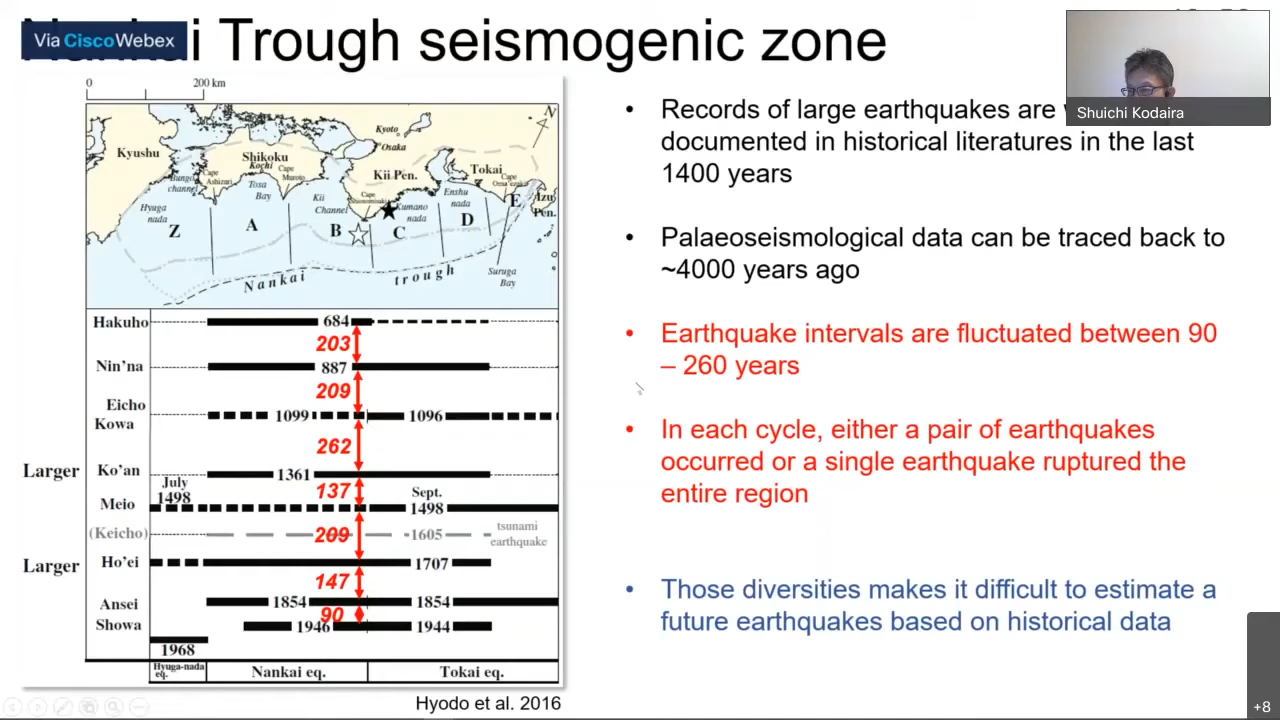 Via Cisco Webex
i Trough seismogenic zone
Shuichi Kodaira
0 200 km
N
Kyushu
Shikoku
Kochi
Kyoto
Osaka
Kii Pen.
Tokai
Izu
Pen.
Bungo
channel
Cape
Ashizuri
Tosa
Bay
Cape
Muroto
Kii
Channel
Cape
Kumano
nada
Enshu
nada
Cape
Hyuga
nada
Z
A
B
C
D
E
Nankai trough
Suruga
Bay
Hakuho 684
203
Nin'na 887
209
Eicho
Kowa 1099 1096
262
Larger Ko'an 1361
137
July
1498
Sept.
Meio 1498
(Keicho) 209 1605 tsunami
earthquake
Larger Ho'ei 1707
147
Ansei 1854 1854
90
Showa 1946 1944
1968
Hyuga-nada
eq.
Nankai eq.
Tokai eq.
Hyodo et al. 2016
• Records of large earthquakes are
documented in historical literatures in the last
1400 years
• Palaeoseismological data can be traced back to
~4000 years ago
• Earthquake intervals are fluctuated between 90
– 260 years
• In each cycle, either a pair of earthquakes
occurred or a single earthquake ruptured the
entire region
• Those diversities makes it difficult to estimate a
future earthquakes based on historical data
+8